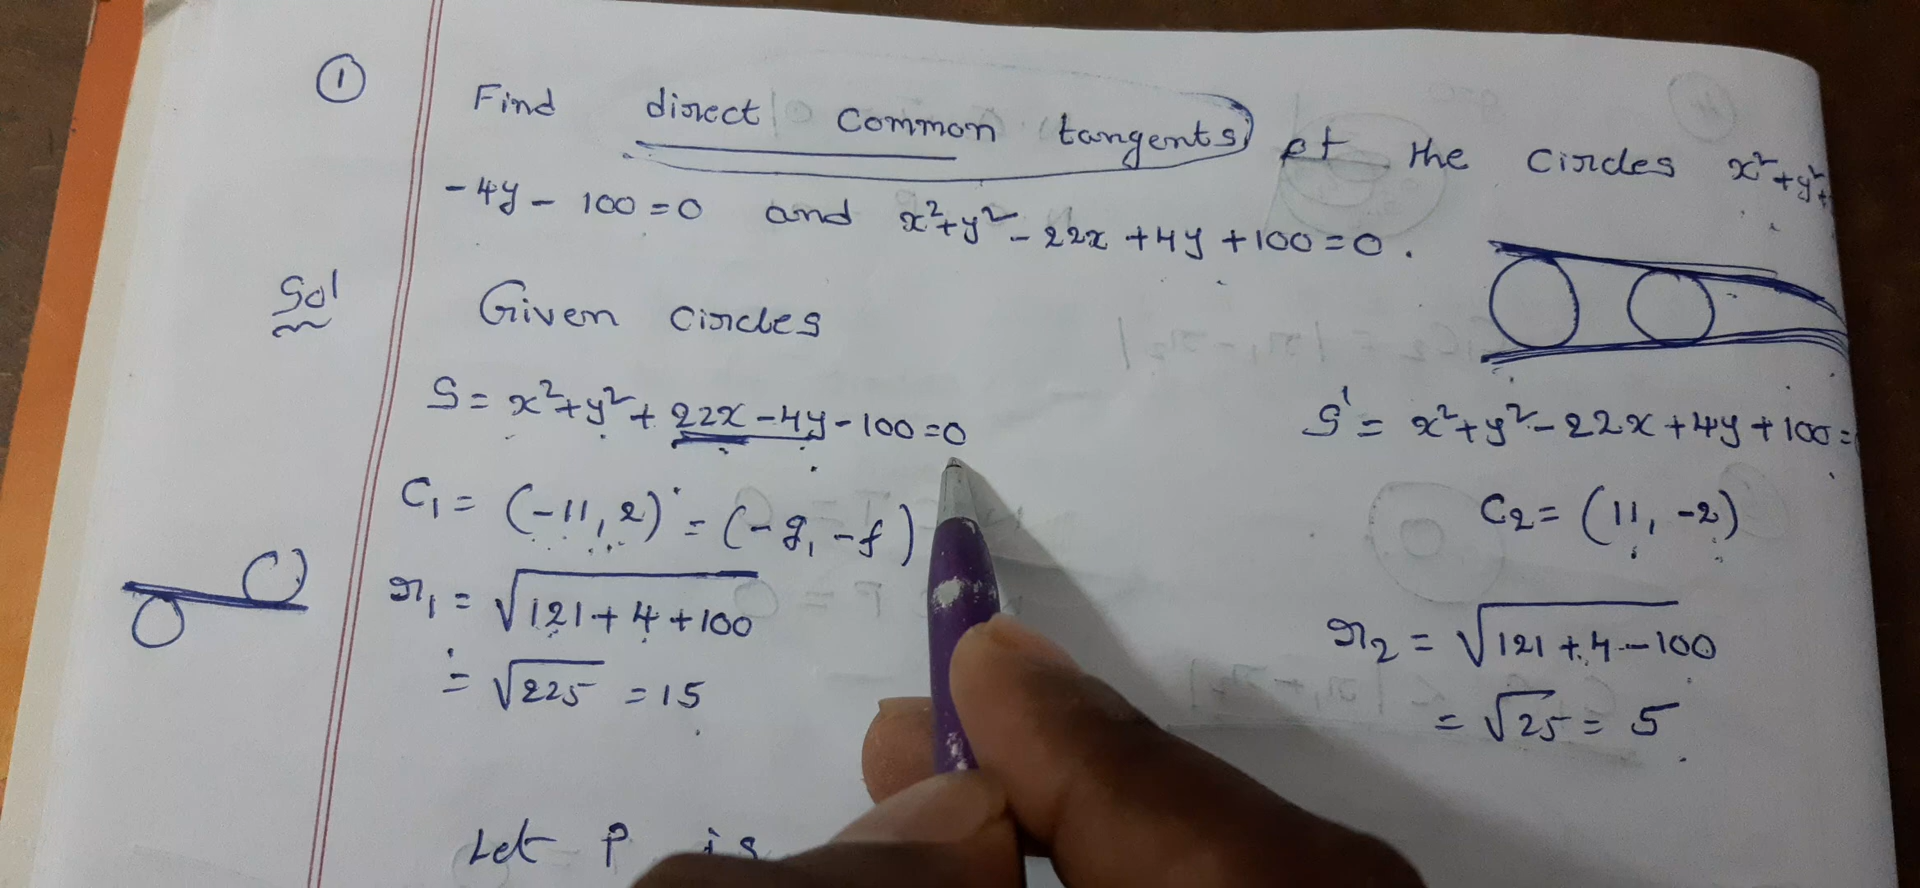 ① Find direct common tangents of the circles x²+y²+
-4y - 100 = 0 and x²+y² - 22x + 4y + 100 = 0 .
Sol Given circles
S = x²+y² + 22x - 4y - 100 = 0
S' = x²+y² - 22x + 4y + 100 =
C₁ = (-11, 2) = (-g, -f)
C₂ = (11, -2)
r₁ = √121 + 4 + 100
r₂ = √121 + 4 - 100
= √225 = 15
= √25 = 5
Let P is